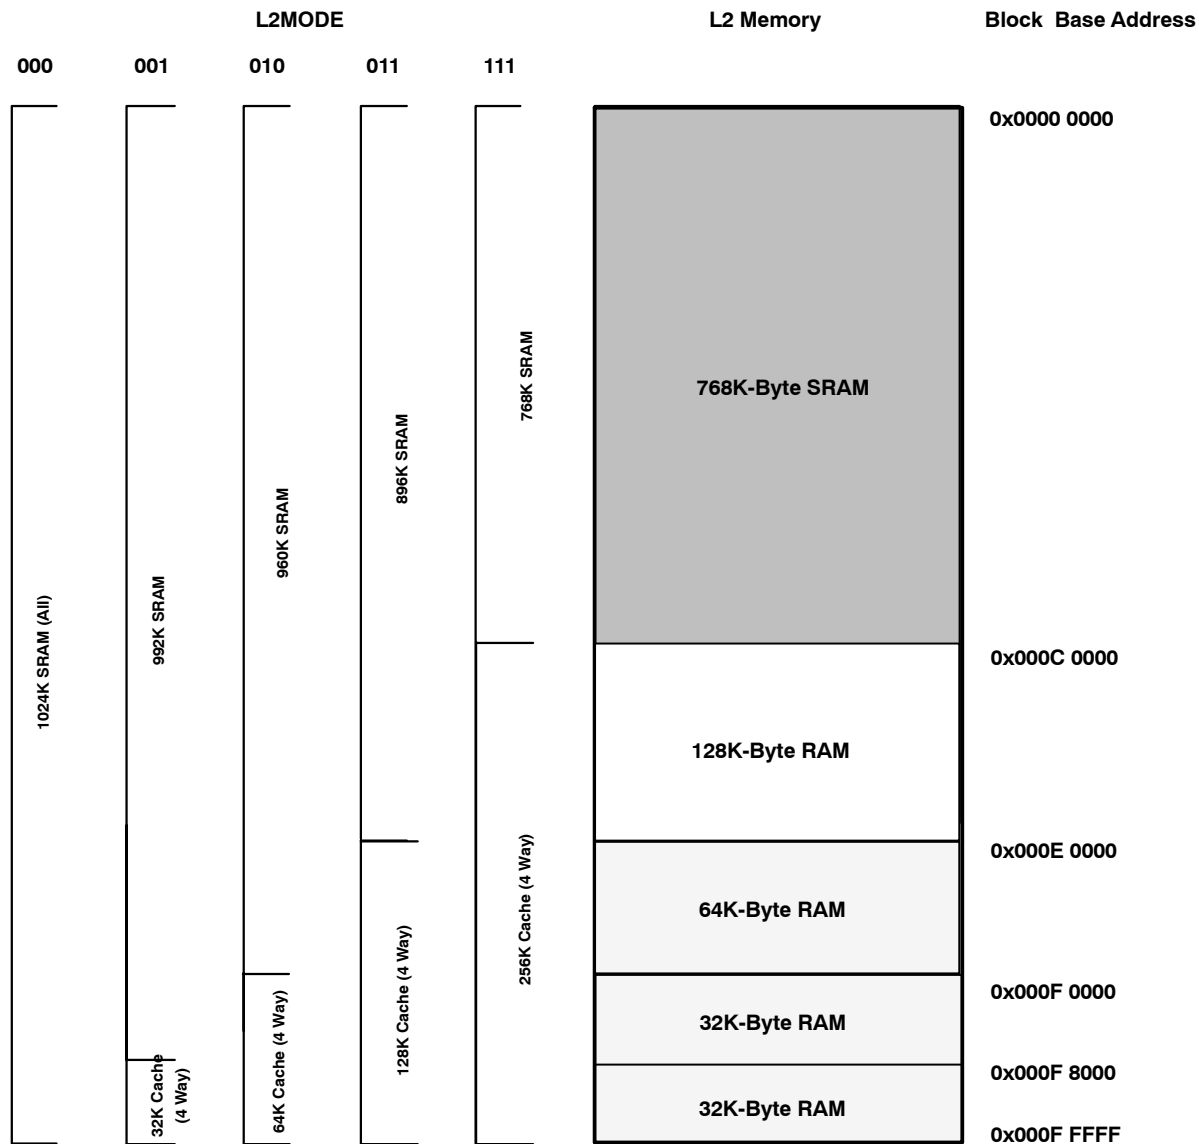 L2MODE
L2 Memory
Block Base Address
000
001
010
011
111
0x0000 0000
768K SRAM
768K-Byte SRAM
896K SRAM
960K SRAM
992K SRAM
1024K SRAM (All)
0x000C 0000
128K-Byte RAM
0x000E 0000
256K Cache (4 Way)
64K-Byte RAM
128K Cache (4 Way)
0x000F 0000
64K Cache (4 Way)
32K-Byte RAM
32K Cache
(4 Way)
0x000F 8000
32K-Byte RAM
0x000F FFFF